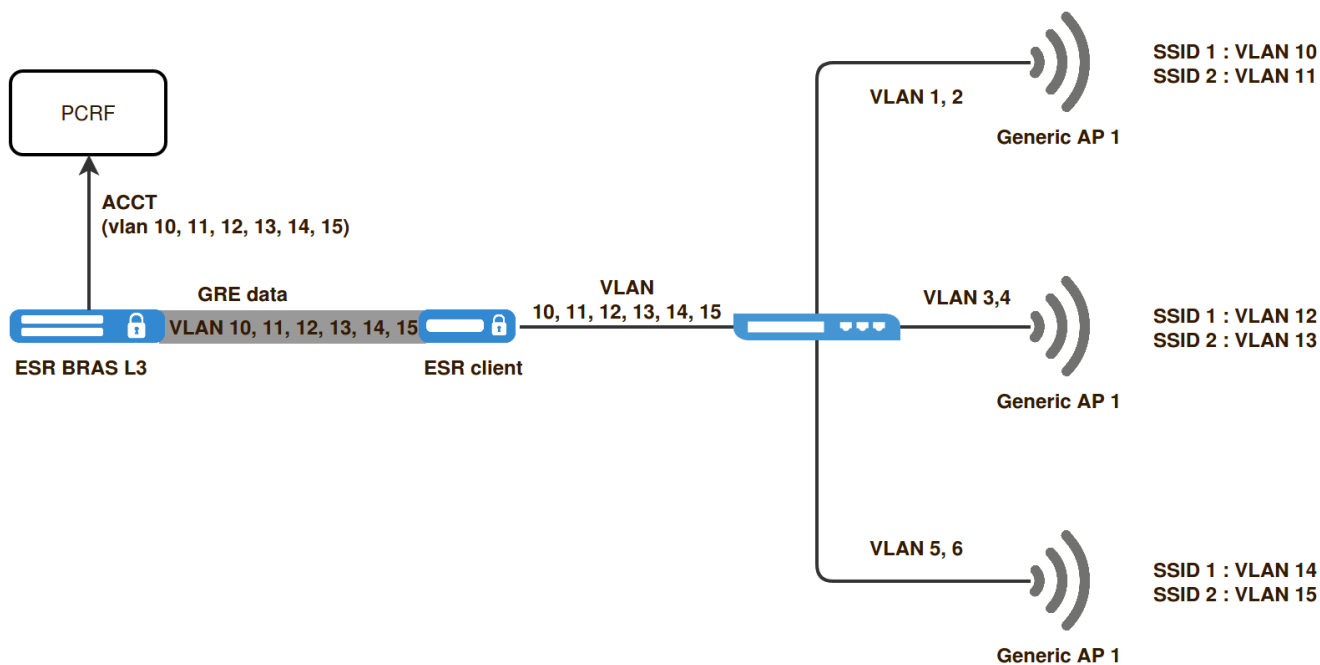 SSID 1 : VLAN 10
SSID 2 : VLAN 11
VLAN 1, 2
PCRF
Generic AP 1
ACCT
(vlan 10, 11, 12, 13, 14, 15)
GRE data
VLAN 10, 11, 12, 13, 14, 15
ESR BRAS L3
ESR client
VLAN
10, 11, 12, 13, 14, 15
VLAN 3,4
SSID 1 : VLAN 12
SSID 2 : VLAN 13
Generic AP 1
VLAN 5, 6
SSID 1 : VLAN 14
SSID 2 : VLAN 15
Generic AP 1